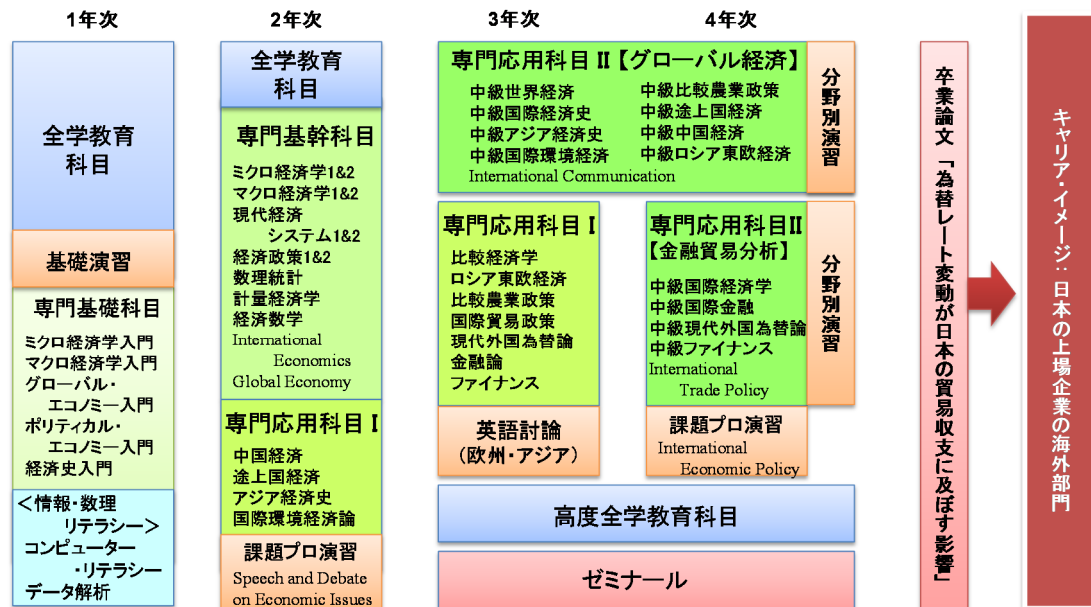 1年次
全学教育
科目
基礎演習
専門基礎科目
ミクロ経済学入門
マクロ経済学入門
グローバル・
エコノミー入門
ポリティカル・
エコノミー入門
経済史入門
＜情報・数理
リテラシー＞
コンピューター
・リテラシー
データ解析
2年次
全学教育
科目
専門基幹科目
ミクロ経済学1&2
マクロ経済学1&2
現代経済
システム1&2
経済政策1&2
数理統計
計量経済学
経済数学
International
Economics
Global Economy
専門応用科目Ⅰ
中国経済
途上国経済
アジア経済史
国際環境経済論
課題プロ演習
Speech and Debate
on Economic Issues
3年次
4年次
専門応用科目Ⅱ【グローバル経済】
中級世界経済
中級国際経済史
中級アジア経済史
中級国際環境経済
International Communication
中級比較農業政策
中級途上国経済
中級中国経済
中級ロシア東欧経済
分野別演習
専門応用科目Ⅰ
比較経済学
ロシア東欧経済
比較農業政策
国際貿易政策
現代外国為替論
金融論
ファイナンス
英語討論
（欧州・アジア）
専門応用科目Ⅱ
【金融貿易分析】
中級国際経済学
中級国際金融
中級現代外国為替論
中級ファイナンス
International
Trade Policy
分野別演習
課題プロ演習
International
Economic Policy
高度全学教育科目
ゼミナール
卒業論文「為替レート変動が日本の貿易収支に及ぼす影響」
キャリア・イメージ：日本の上場企業の海外部門